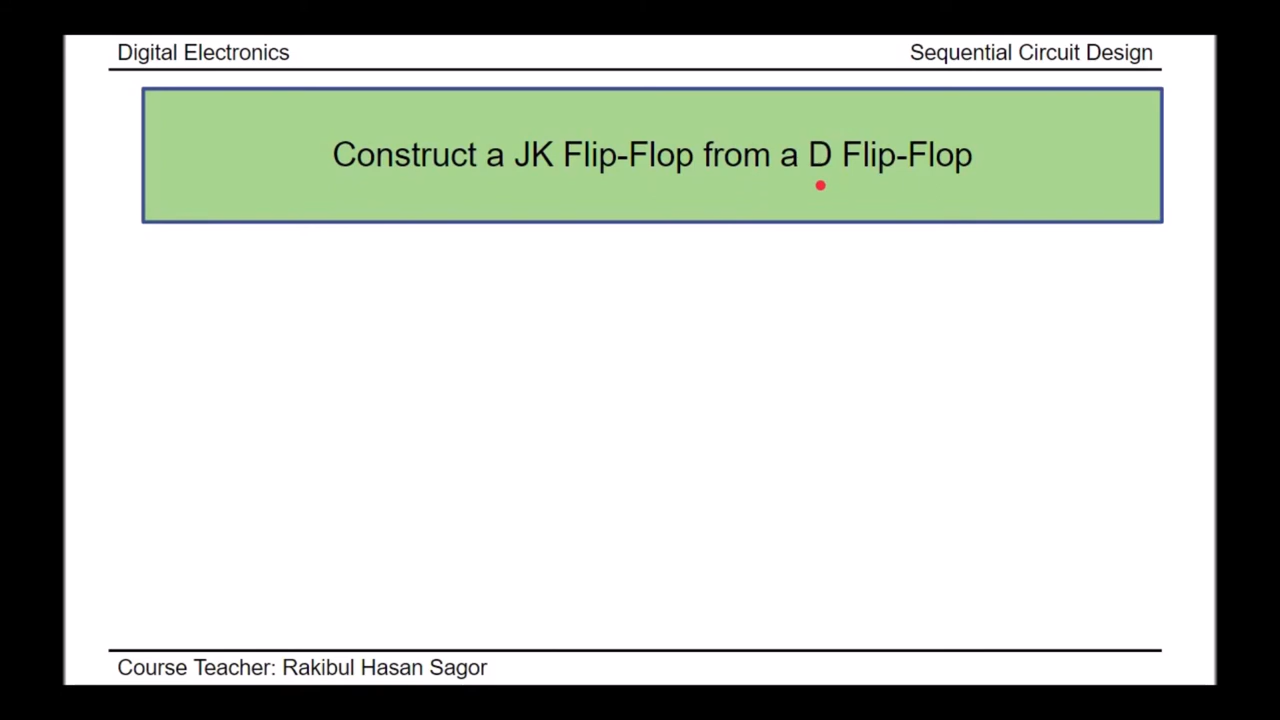 Digital Electronics
Sequential Circuit Design
Construct a JK Flip-Flop from a D Flip-Flop
Course Teacher: Rakibul Hasan Sagor